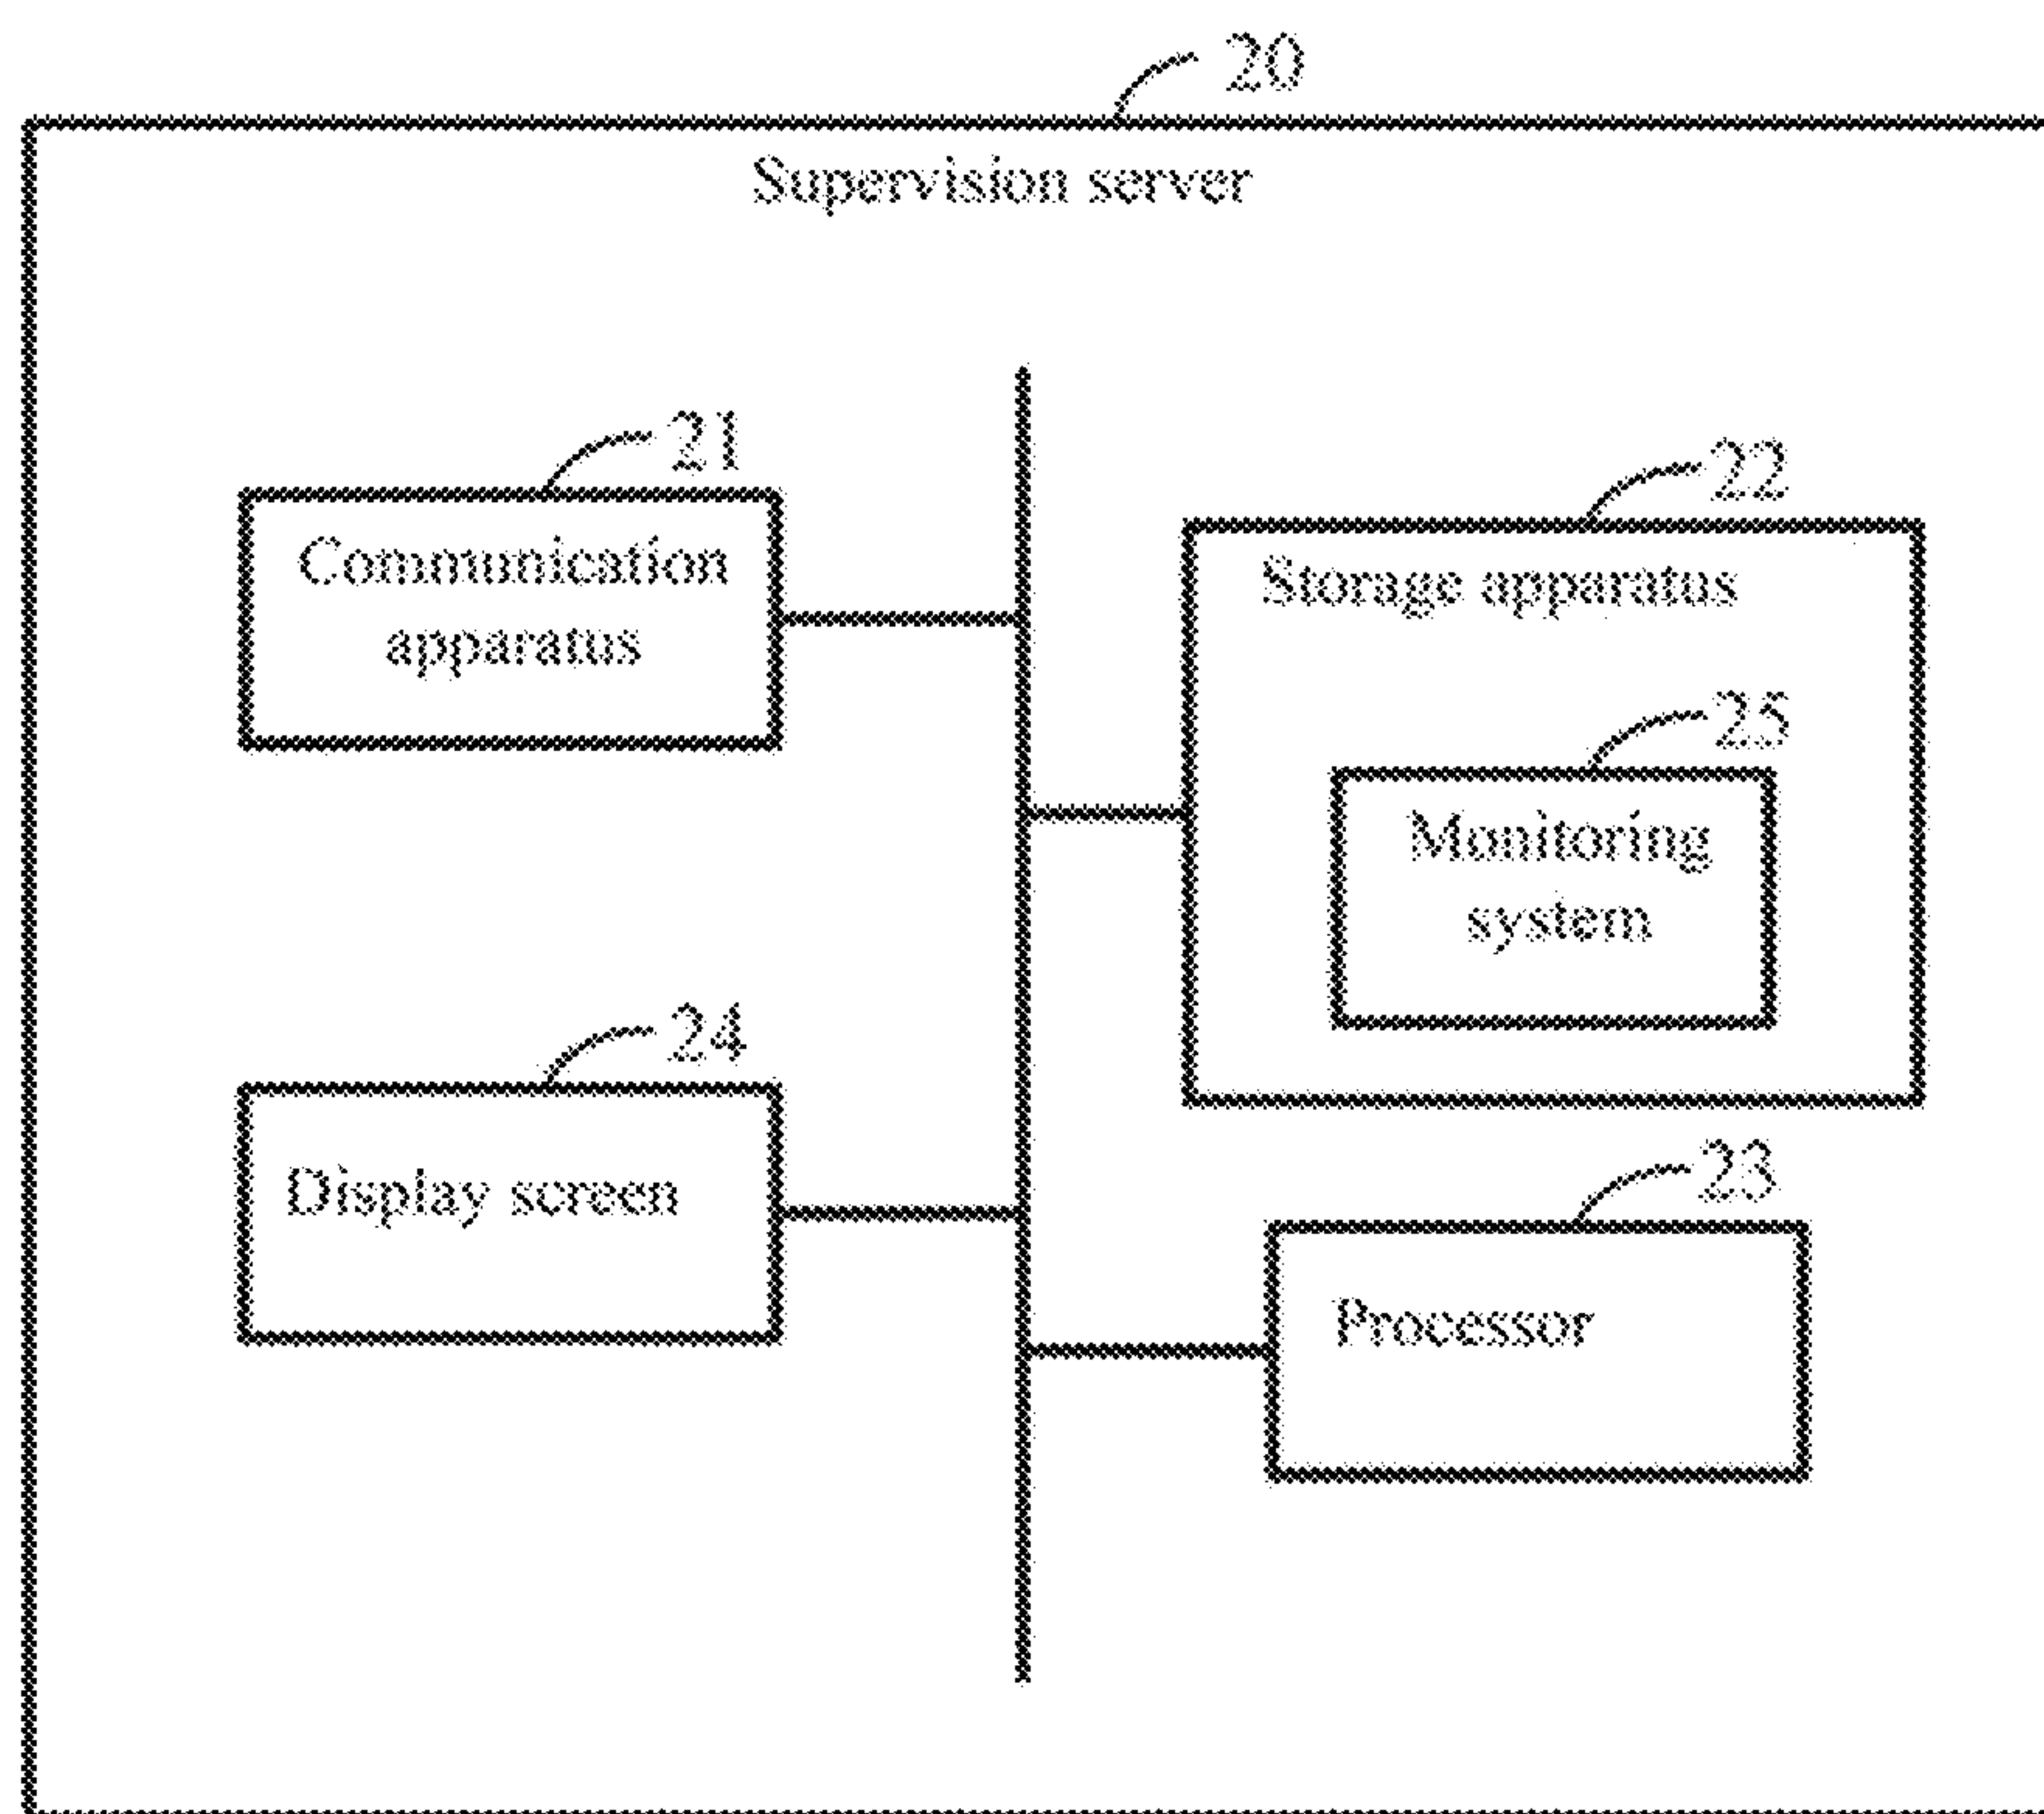 20
Supervision server
21
Communication
apparatus
22
Storage apparatus
25
Monitoring
system
24
Display screen
23
Processor